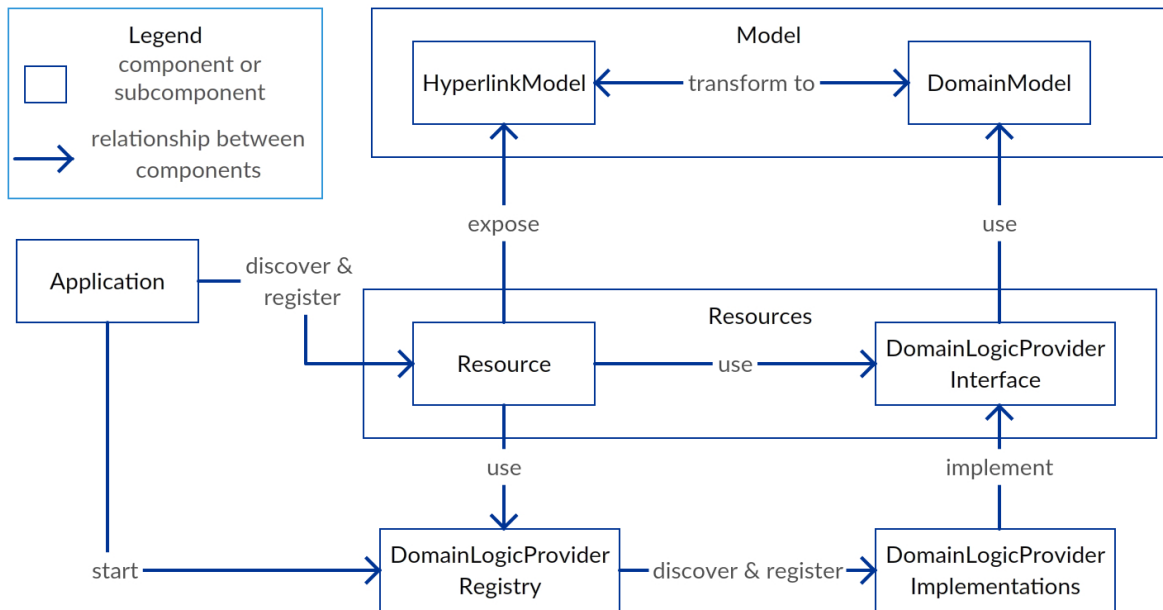 Legend
component or
subcomponent
relationship between
components
Model
HyperlinkModel
transform to
DomainModel
expose
use
Application
discover &
register
Resources
Resource
use
DomainLogicProvider
Interface
use
implement
start
DomainLogicProvider
Registry
discover & register
DomainLogicProvider
Implementations